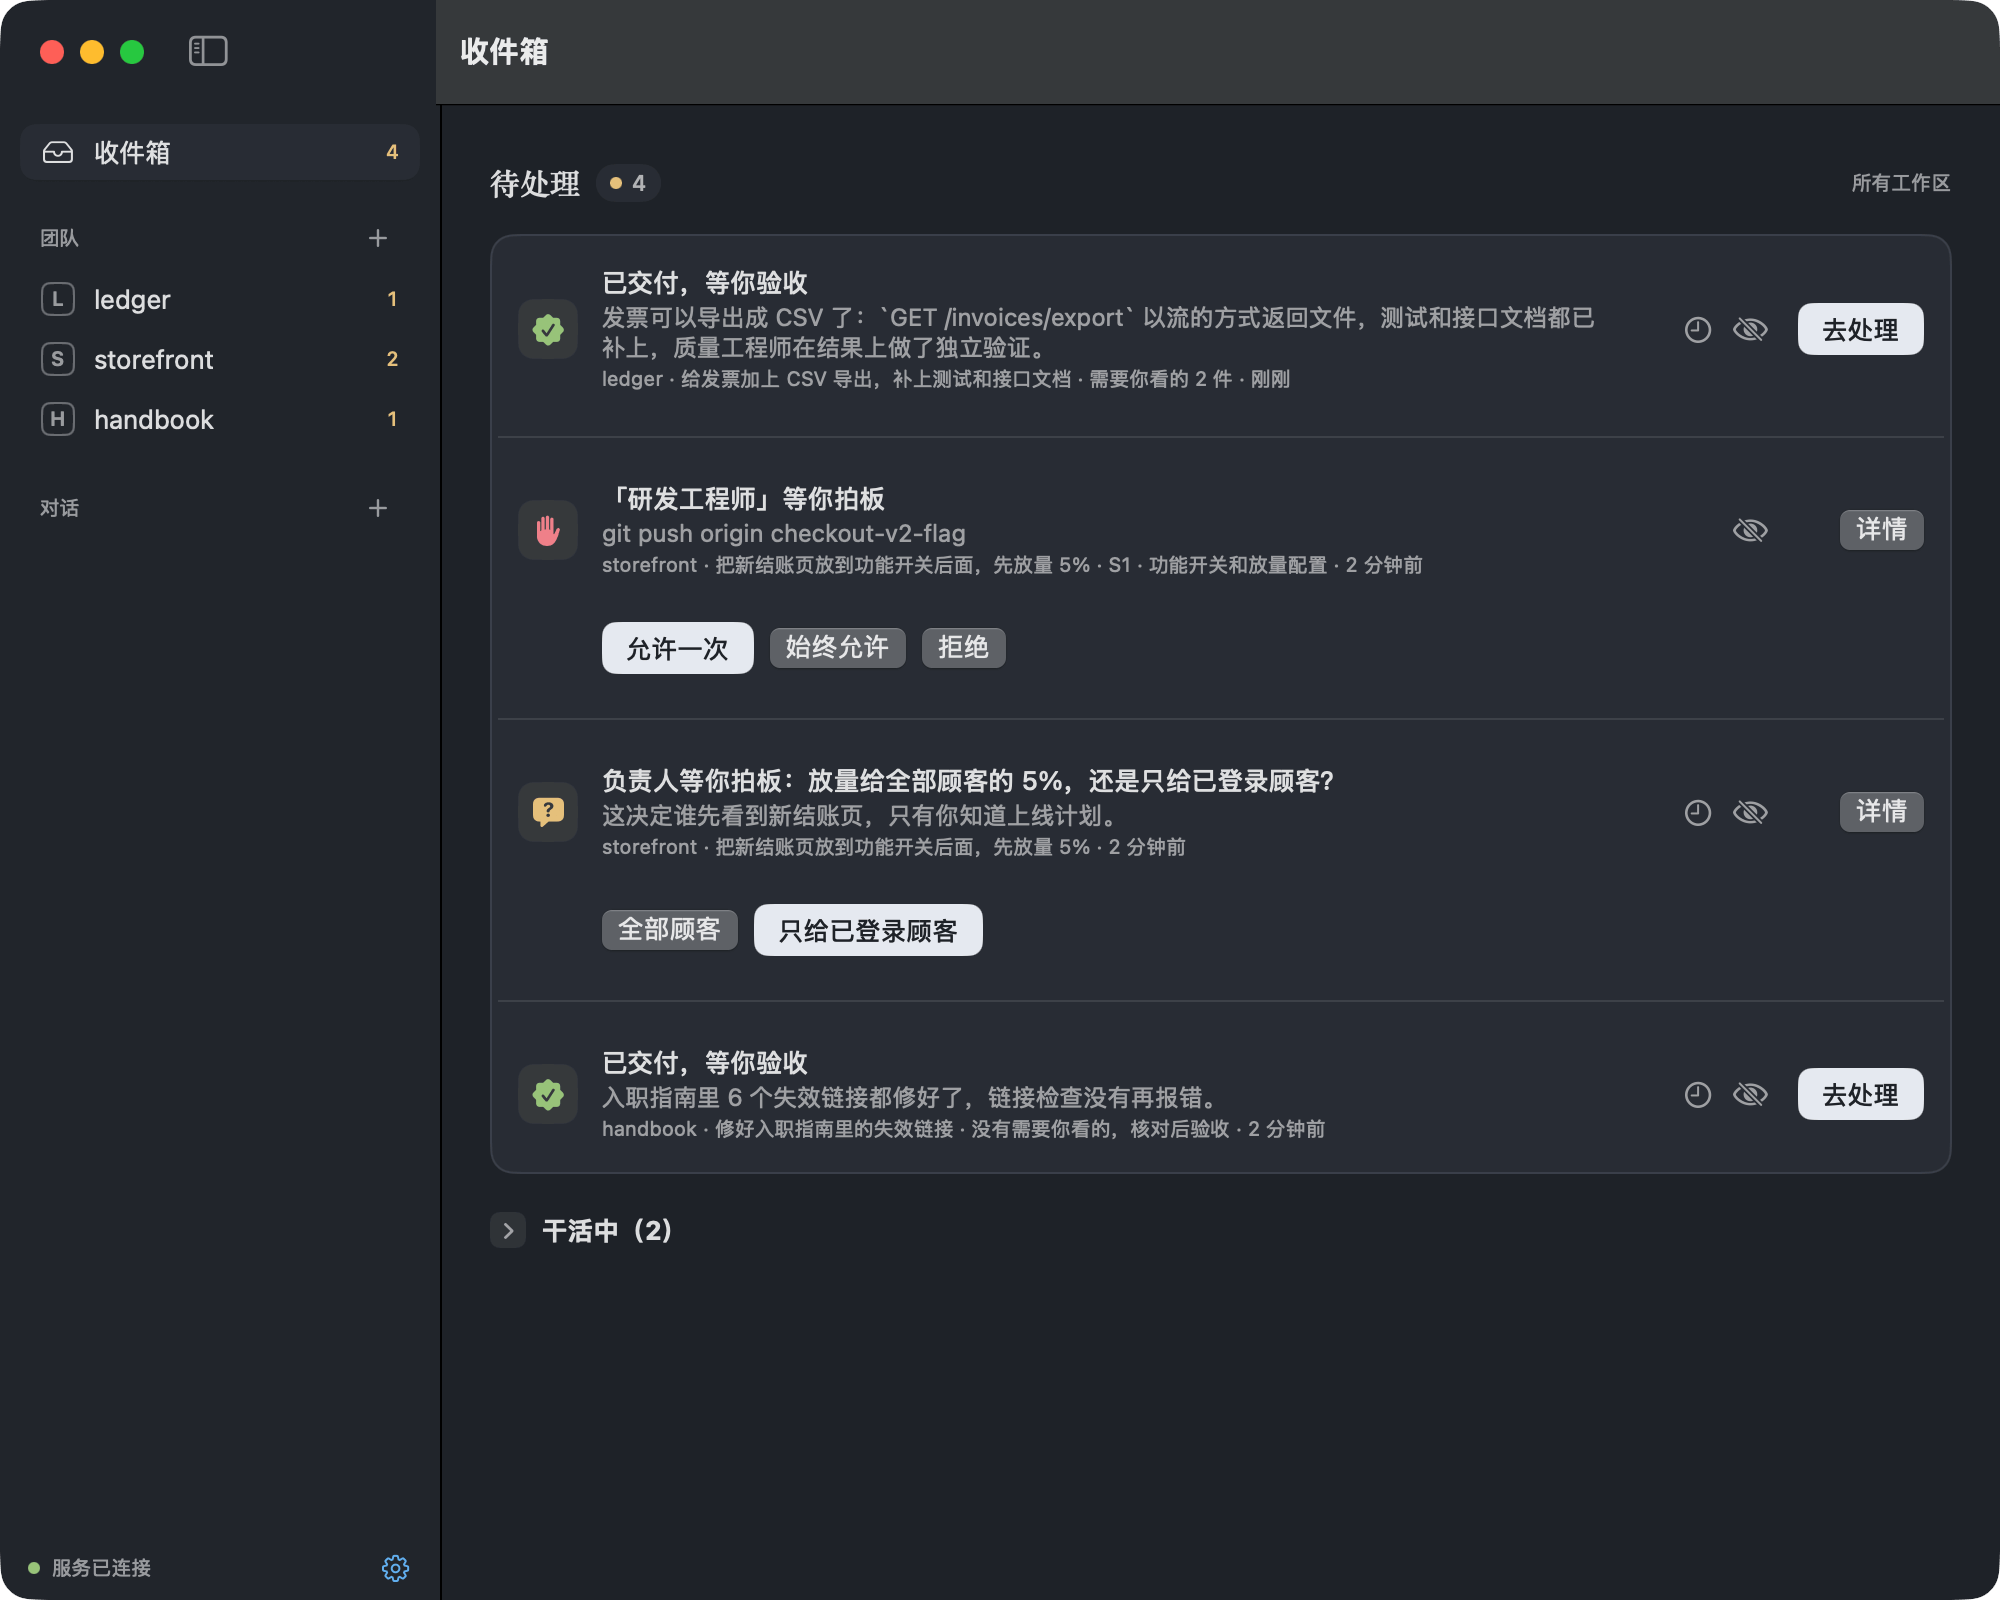 收件箱
收件箱 4
团队
L ledger 1
S storefront 2
H handbook 1
对话
服务已连接
待处理 4
所有工作区
已交付，等你验收
发票可以导出成 CSV 了：`GET /invoices/export` 以流的方式返回文件，测试和接口文档都已
补上，质量工程师在结果上做了独立验证。
ledger · 给发票加上 CSV 导出，补上测试和接口文档 · 需要你看的 2 件 · 刚刚
去处理
「研发工程师」等你拍板
git push origin checkout-v2-flag
storefront · 把新结账页放到功能开关后面，先放量 5% · S1 · 功能开关和放量配置 · 2 分钟前
详情
允许一次 始终允许 拒绝
负责人等你拍板：放量给全部顾客的 5%，还是只给已登录顾客？
这决定谁先看到新结账页，只有你知道上线计划。
storefront · 把新结账页放到功能开关后面，先放量 5% · 2 分钟前
详情
全部顾客 只给已登录顾客
已交付，等你验收
入职指南里 6 个失效链接都修好了，链接检查没有再报错。
handbook · 修好入职指南里的失效链接 · 没有需要你看的，核对后验收 · 2 分钟前
去处理
干活中（2）